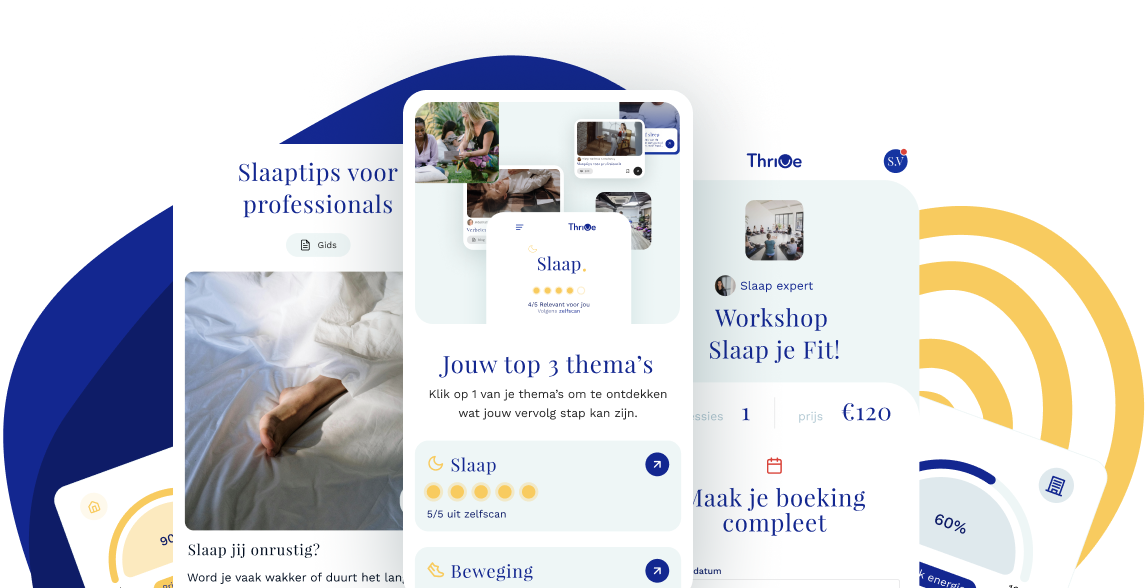 Slaaptips voor
professionals
Gids
Slaap jij onrustig?
Word je vaak wakker of duurt het lang
90
Thrive
Slaap.
4/5 Relevant voor jou
Volgens zelfscan
Jouw top 3 thema’s
Klik op 1 van je thema’s om te ontdekken
wat jouw vervolg stap kan zijn.
Slaap
5/5 uit zelfscan
Beweging
Thrive
S.V
Slaap expert
Workshop
Slaap je Fit!
essies 1 prijs €120
Maak je boeking
compleet
datum
60%
k energie